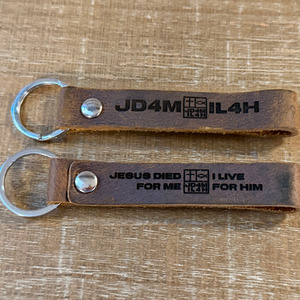 JD4M IL4H
JESUS DIED I LIVE
FOR ME FOR HIM